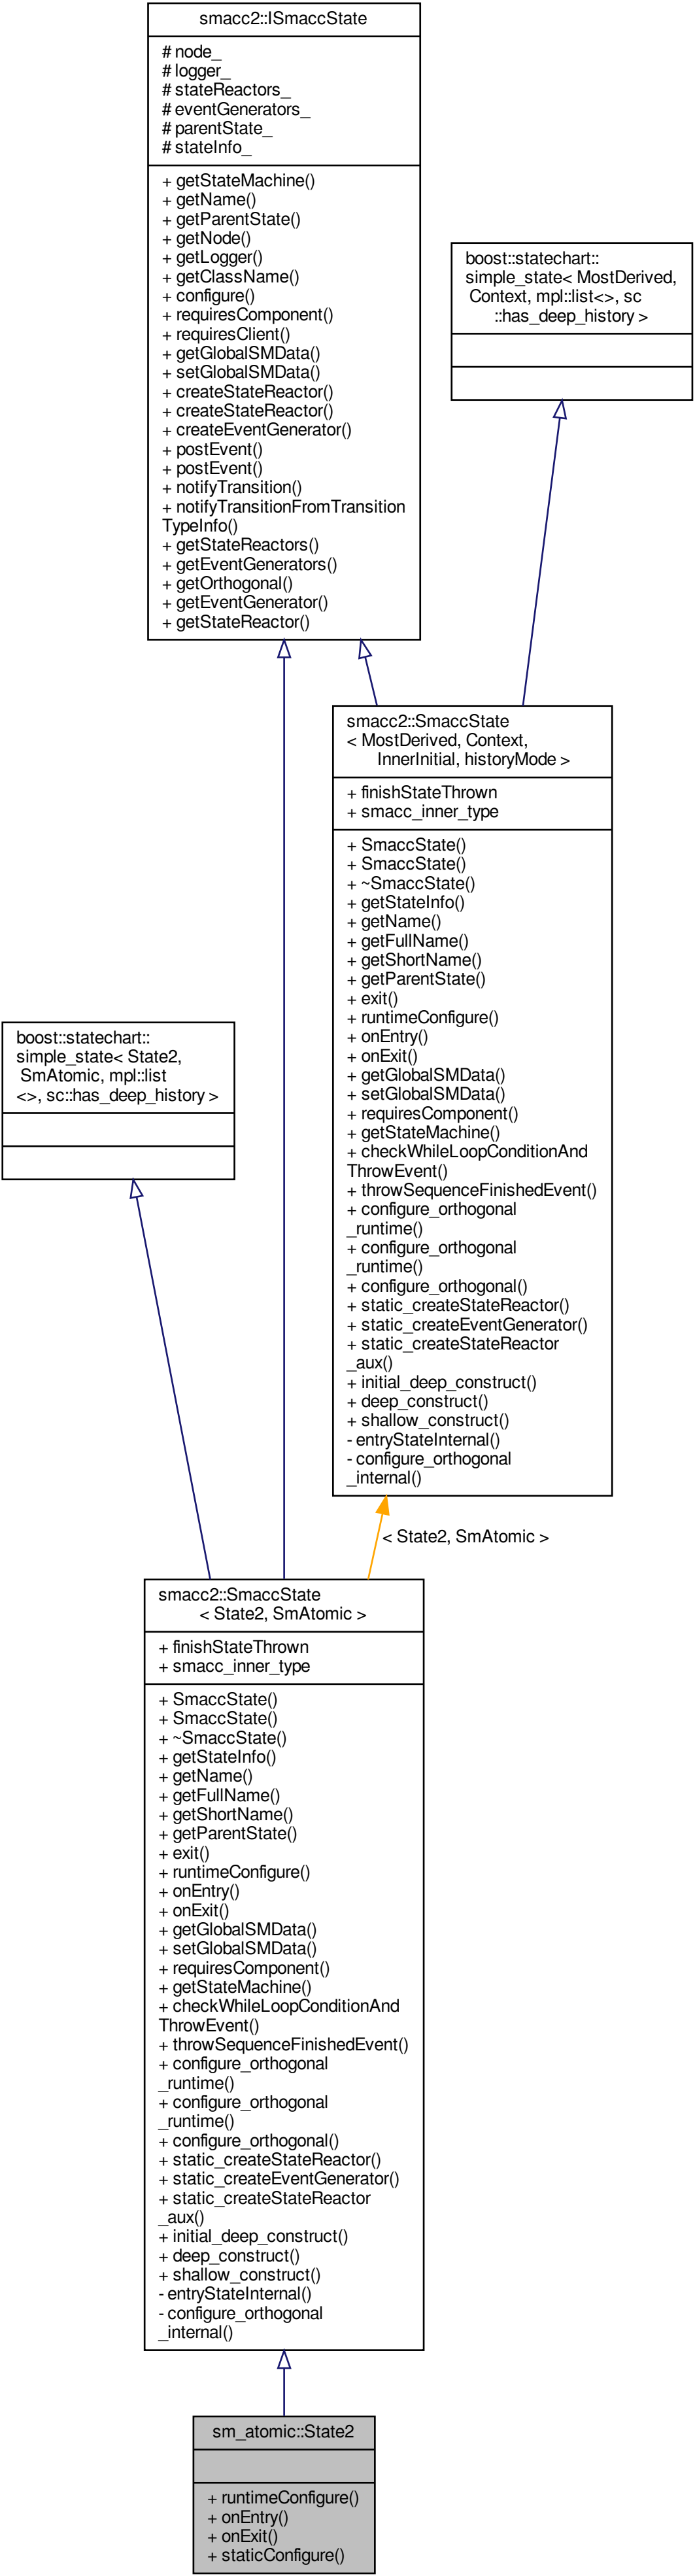 smacc2::ISmaccState
# node_
# logger_
# stateReactors_
# eventGenerators_
# parentState_
# stateInfo_
+ getStateMachine()
+ getName()
+ getParentState()
+ getNode()
+ getLogger()
+ getClassName()
+ configure()
+ requiresComponent()
+ requiresClient()
+ getGlobalSMData()
+ setGlobalSMData()
+ createStateReactor()
+ createStateReactor()
+ createEventGenerator()
+ postEvent()
+ postEvent()
+ notifyTransition()
+ notifyTransitionFromTransition
TypeInfo()
+ getStateReactors()
+ getEventGenerators()
+ getOrthogonal()
+ getEventGenerator()
+ getStateReactor()
boost::statechart::
simple_state< MostDerived,
Context, mpl::list<>, sc
::has_deep_history >
smacc2::SmaccState
< MostDerived, Context,
InnerInitial, historyMode >
+ finishStateThrown
+ smacc_inner_type
+ SmaccState()
+ SmaccState()
+ ~SmaccState()
+ getStateInfo()
+ getName()
+ getFullName()
+ getShortName()
+ getParentState()
+ exit()
+ runtimeConfigure()
+ onEntry()
+ onExit()
+ getGlobalSMData()
+ setGlobalSMData()
+ requiresComponent()
+ getStateMachine()
+ checkWhileLoopConditionAnd
ThrowEvent()
+ throwSequenceFinishedEvent()
+ configure_orthogonal
_runtime()
+ configure_orthogonal
_runtime()
+ configure_orthogonal()
+ static_createStateReactor()
+ static_createEventGenerator()
+ static_createStateReactor
_aux()
+ initial_deep_construct()
+ deep_construct()
+ shallow_construct()
- entryStateInternal()
- configure_orthogonal
_internal()
boost::statechart::
simple_state< State2,
SmAtomic, mpl::list
<>, sc::has_deep_history >
< State2, SmAtomic >
smacc2::SmaccState
< State2, SmAtomic >
+ finishStateThrown
+ smacc_inner_type
+ SmaccState()
+ SmaccState()
+ ~SmaccState()
+ getStateInfo()
+ getName()
+ getFullName()
+ getShortName()
+ getParentState()
+ exit()
+ runtimeConfigure()
+ onEntry()
+ onExit()
+ getGlobalSMData()
+ setGlobalSMData()
+ requiresComponent()
+ getStateMachine()
+ checkWhileLoopConditionAnd
ThrowEvent()
+ throwSequenceFinishedEvent()
+ configure_orthogonal
_runtime()
+ configure_orthogonal
_runtime()
+ configure_orthogonal()
+ static_createStateReactor()
+ static_createEventGenerator()
+ static_createStateReactor
_aux()
+ initial_deep_construct()
+ deep_construct()
+ shallow_construct()
- entryStateInternal()
- configure_orthogonal
_internal()
sm_atomic::State2
+ runtimeConfigure()
+ onEntry()
+ onExit()
+ staticConfigure()